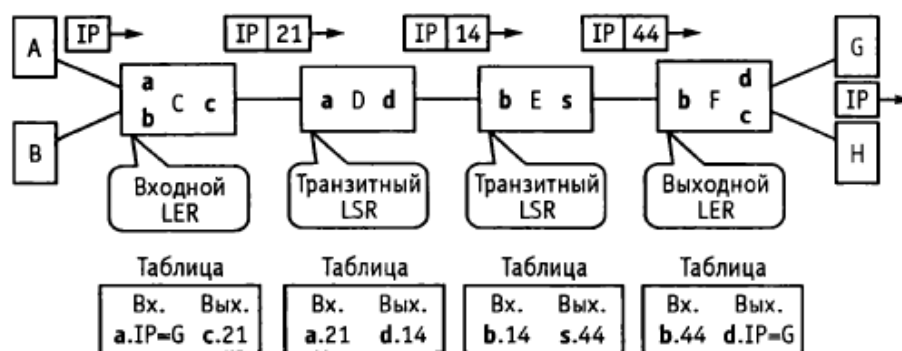 A IP IP 21 IP 14 IP 44 G
a d
C c a D d b E s b F IP
b c
B H
Входной Транзитный Транзитный Выходной
LER LSR LSR LER
Таблица Таблица Таблица Таблица
Вх. Вых. Вх. Вых. Вх. Вых. Вх. Вых.
a.IP=G c.21 a.21 d.14 b.14 s.44 b.44 d.IP=G